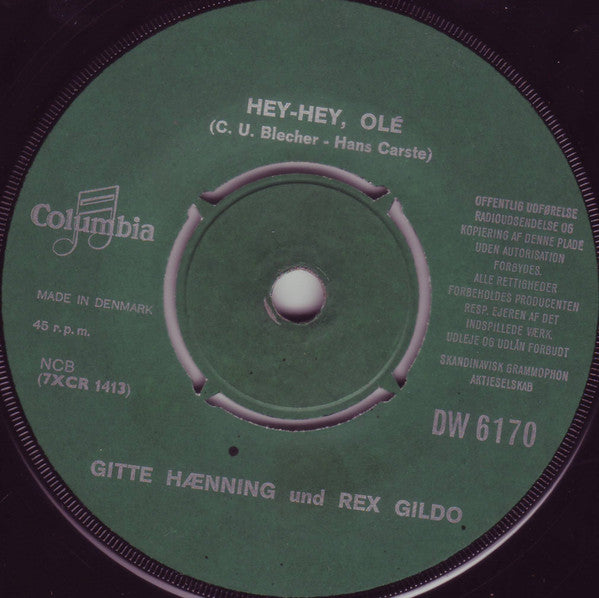 HEY-HEY, OLÉ
(C. U. Blecher - Hans Carste)
Columbia
MADE IN DENMARK
45 r.p.m.
NCB
(7XCR 1413)
OFFENTLIG UDFØRELSE
RADIOUDSENDELSE OG
KOPIERING AF DENNE PLADE
UDEN AUTORISATION
FORBYDES.
ALLE RETTIGHEDER
FORBEHOLDES PRODUCENTEN
RESP. EJEREN AF DET
INDSPILLEDE VÆRK.
UDLEJE OG UDLÅN FORBUDT
SKANDINAVISK GRAMMOPHON
AKTIESELSKAB
DW 6170
GITTE HÆNNING und REX GILDO